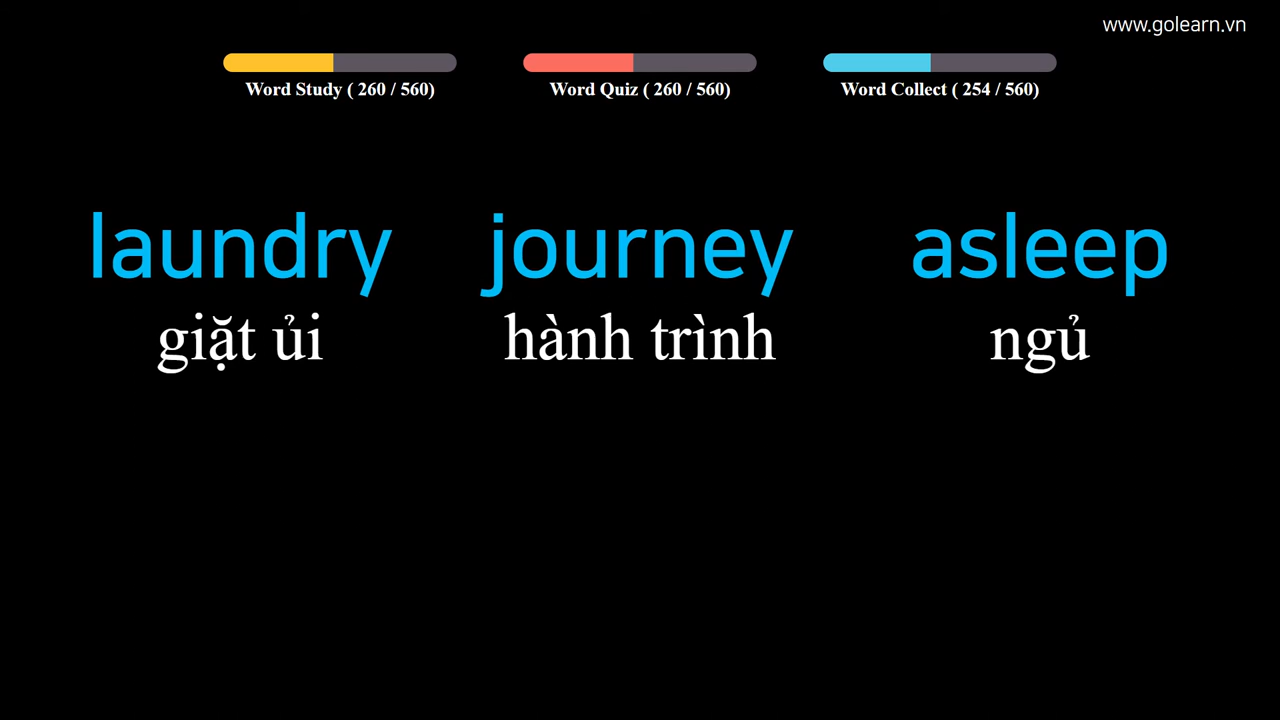 www.golearn.vn
Word Study ( 260 / 560)
Word Quiz ( 260 / 560)
Word Collect ( 254 / 560)
laundry
giặt ủi
journey
hành trình
asleep
ngủ